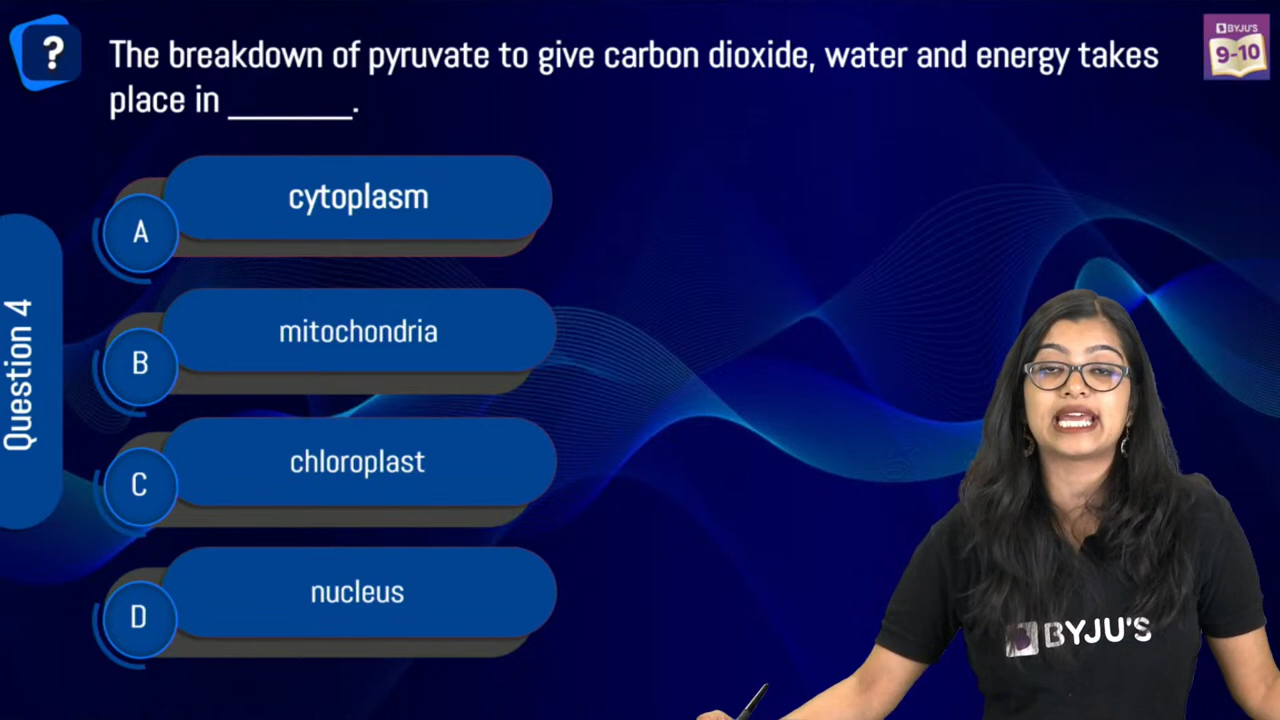 ?
The breakdown of pyruvate to give carbon dioxide, water and energy takes
place in _______.
BYJU'S
9-10
Question 4
A
cytoplasm
B
mitochondria
C
chloroplast
D
nucleus
BYJU'S